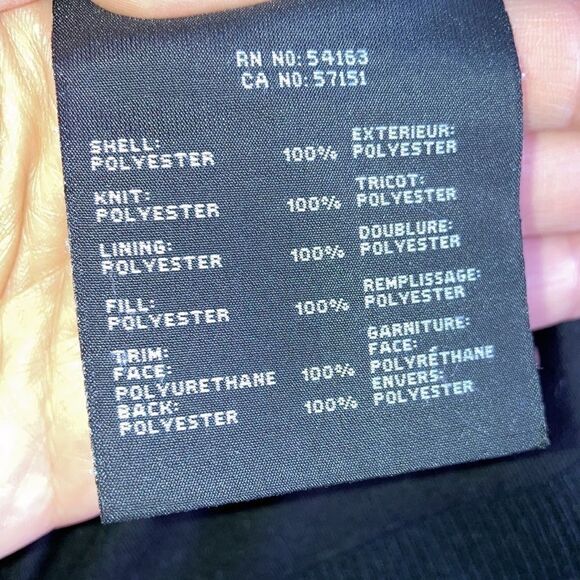 RN NO: 54163
CA NO: 57151
SHELL:
POLYESTER 100%
EXTERIEUR:
POLYESTER
KNIT:
POLYESTER 100%
TRICOT:
POLYESTER
LINING:
POLYESTER 100%
DOUBLURE:
POLYESTER
FILL:
POLYESTER 100%
REMPLISSAGE:
POLYESTER
TRIM:
FACE:
POLYURETHANE 100%
BACK:
POLYESTER 100%
GARNITURE:
FACE:
POLYRÉTHANE
ENVERS:
POLYESTER